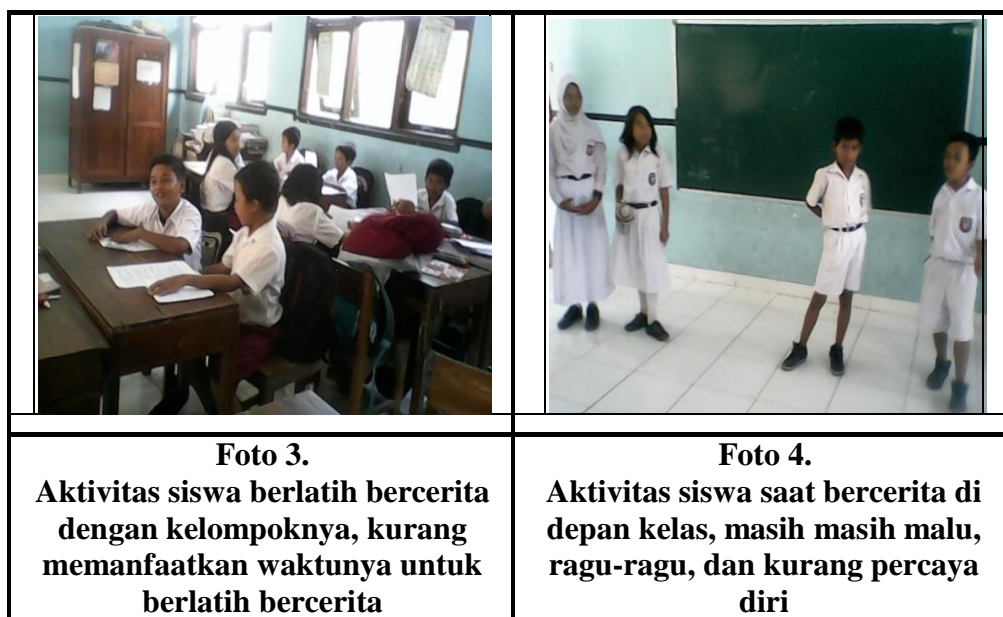 Foto 3.
Aktivitas siswa berlatih bercerita
dengan kelompoknya, kurang
memanfaatkan waktunya untuk
berlatih bercerita
Foto 4.
Aktivitas siswa saat bercerita di
depan kelas, masih masih malu,
ragu-ragu, dan kurang percaya
diri